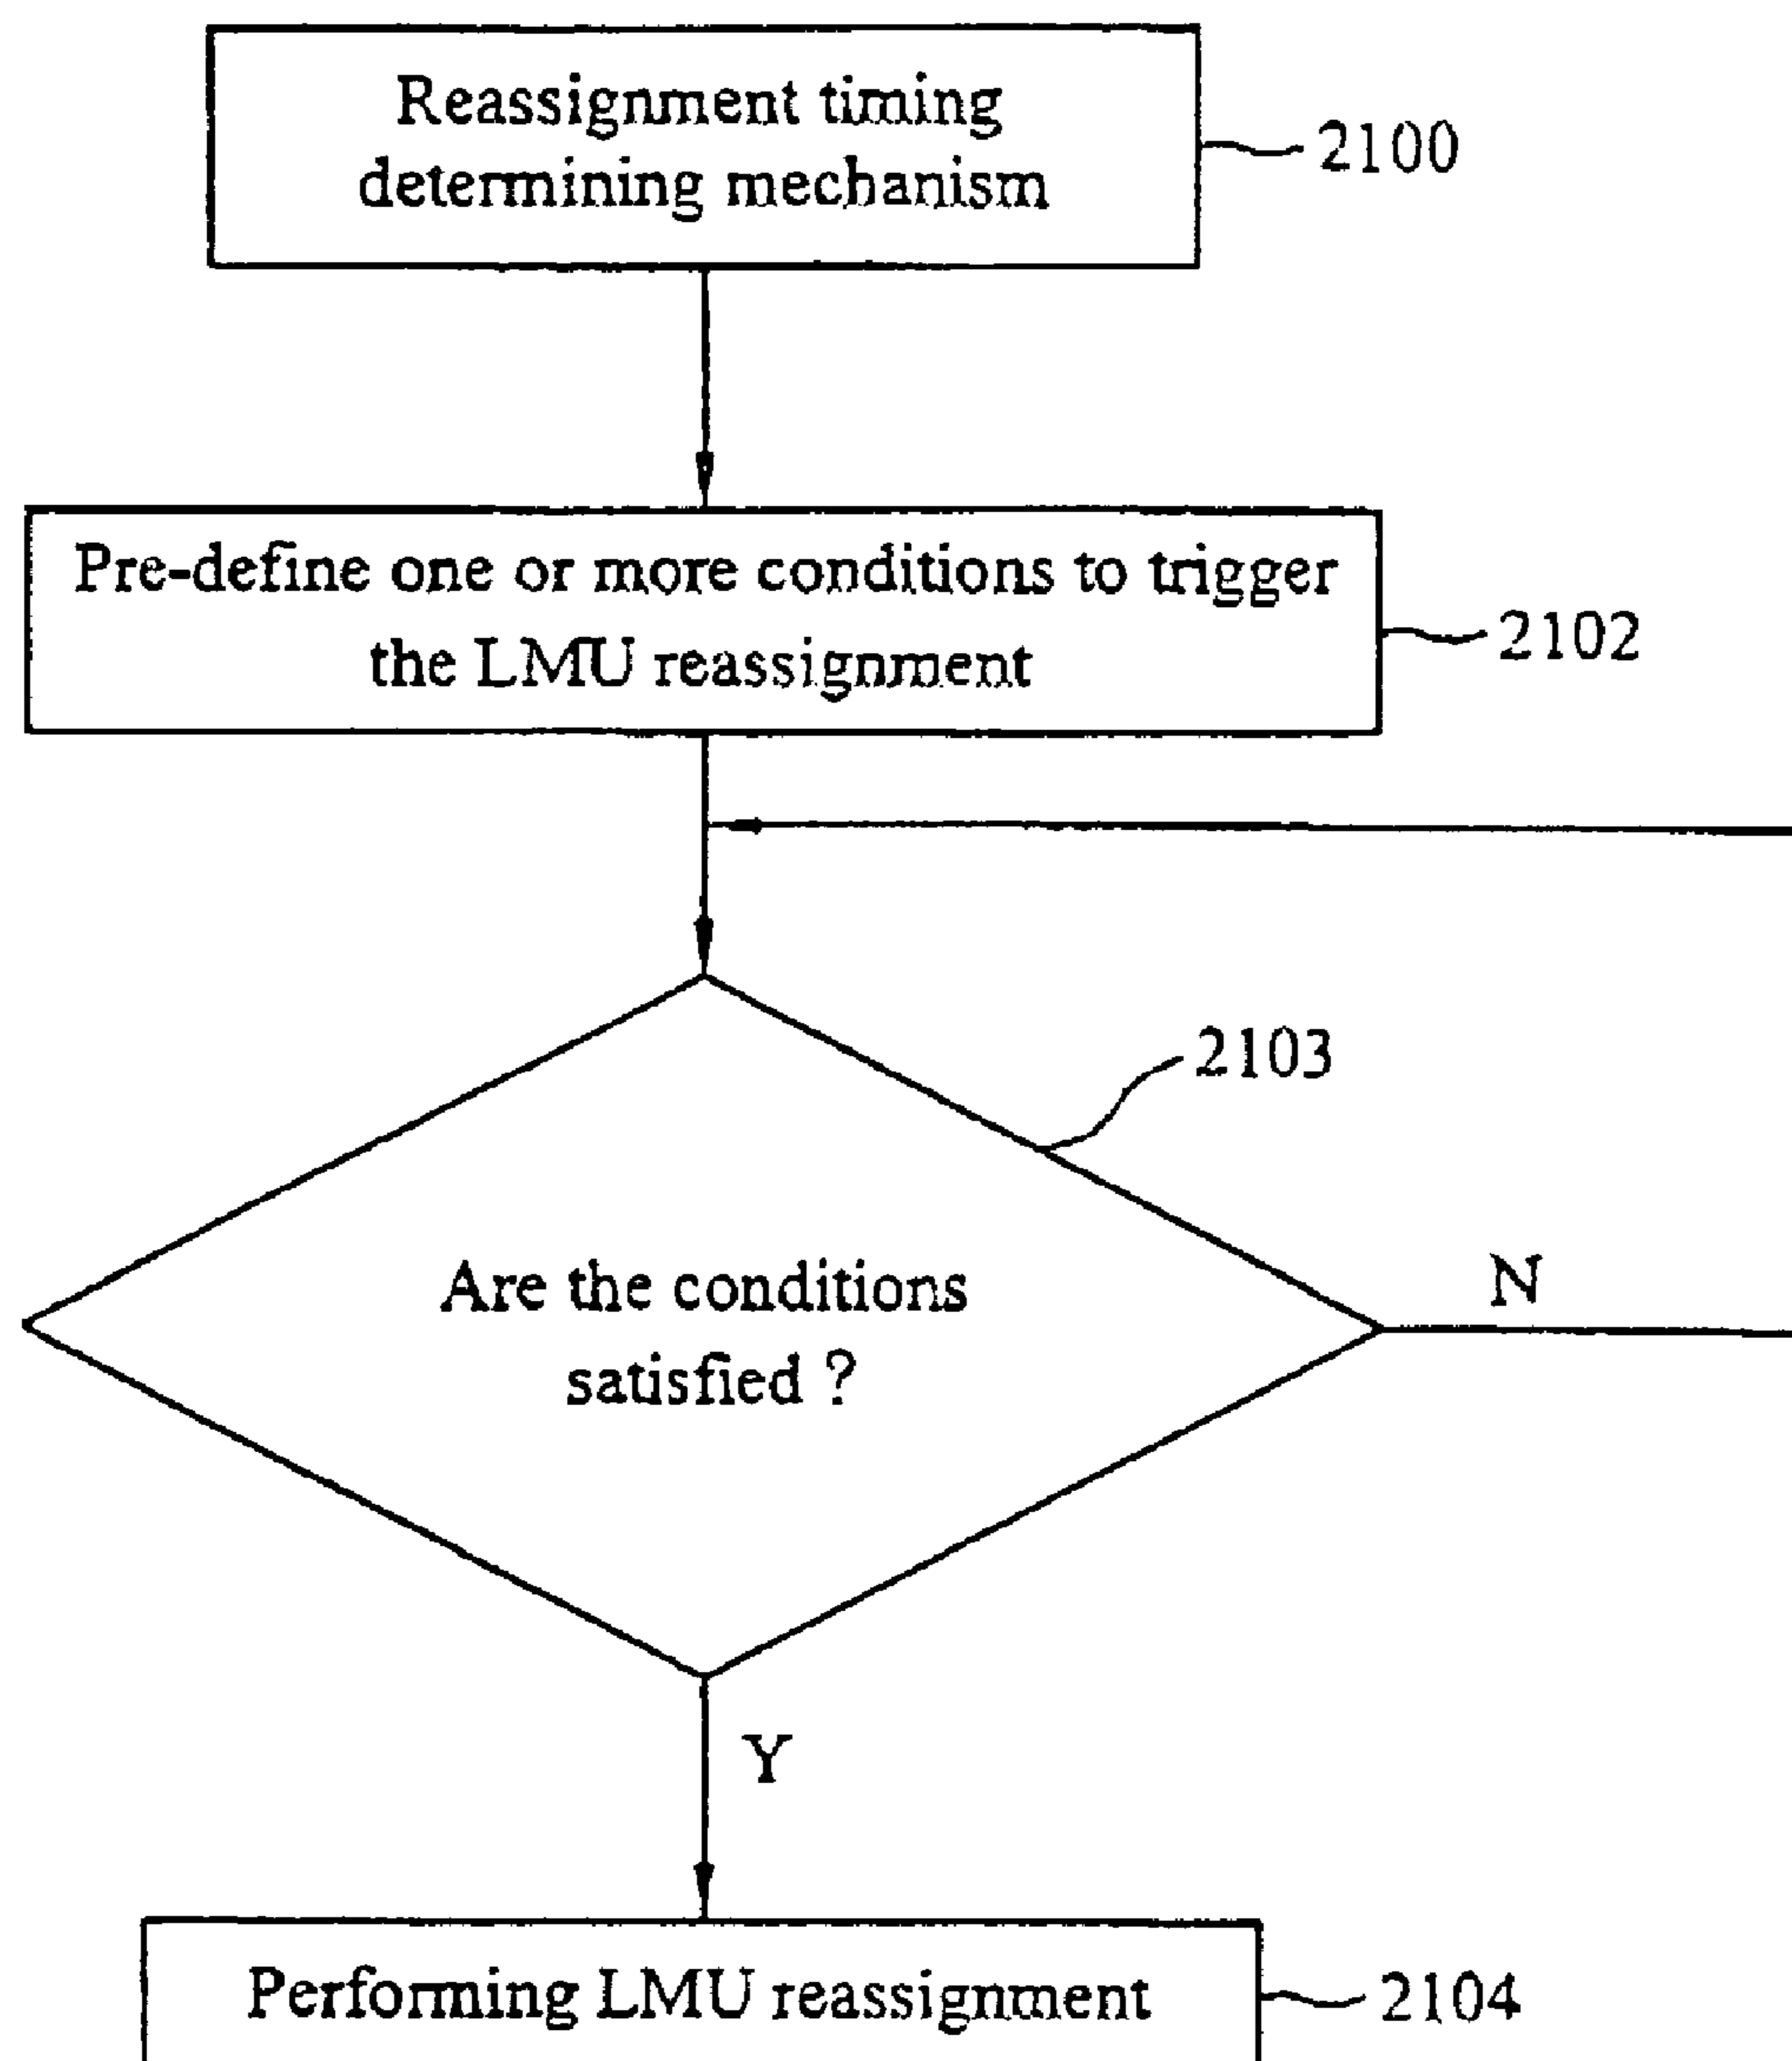 Reassignment timing
determining mechanism
2100
Pre-define one or more conditions to trigger
the LMU reassignment
2102
2103
Are the conditions
satisfied ?
N
Y
Performing LMU reassignment
2104